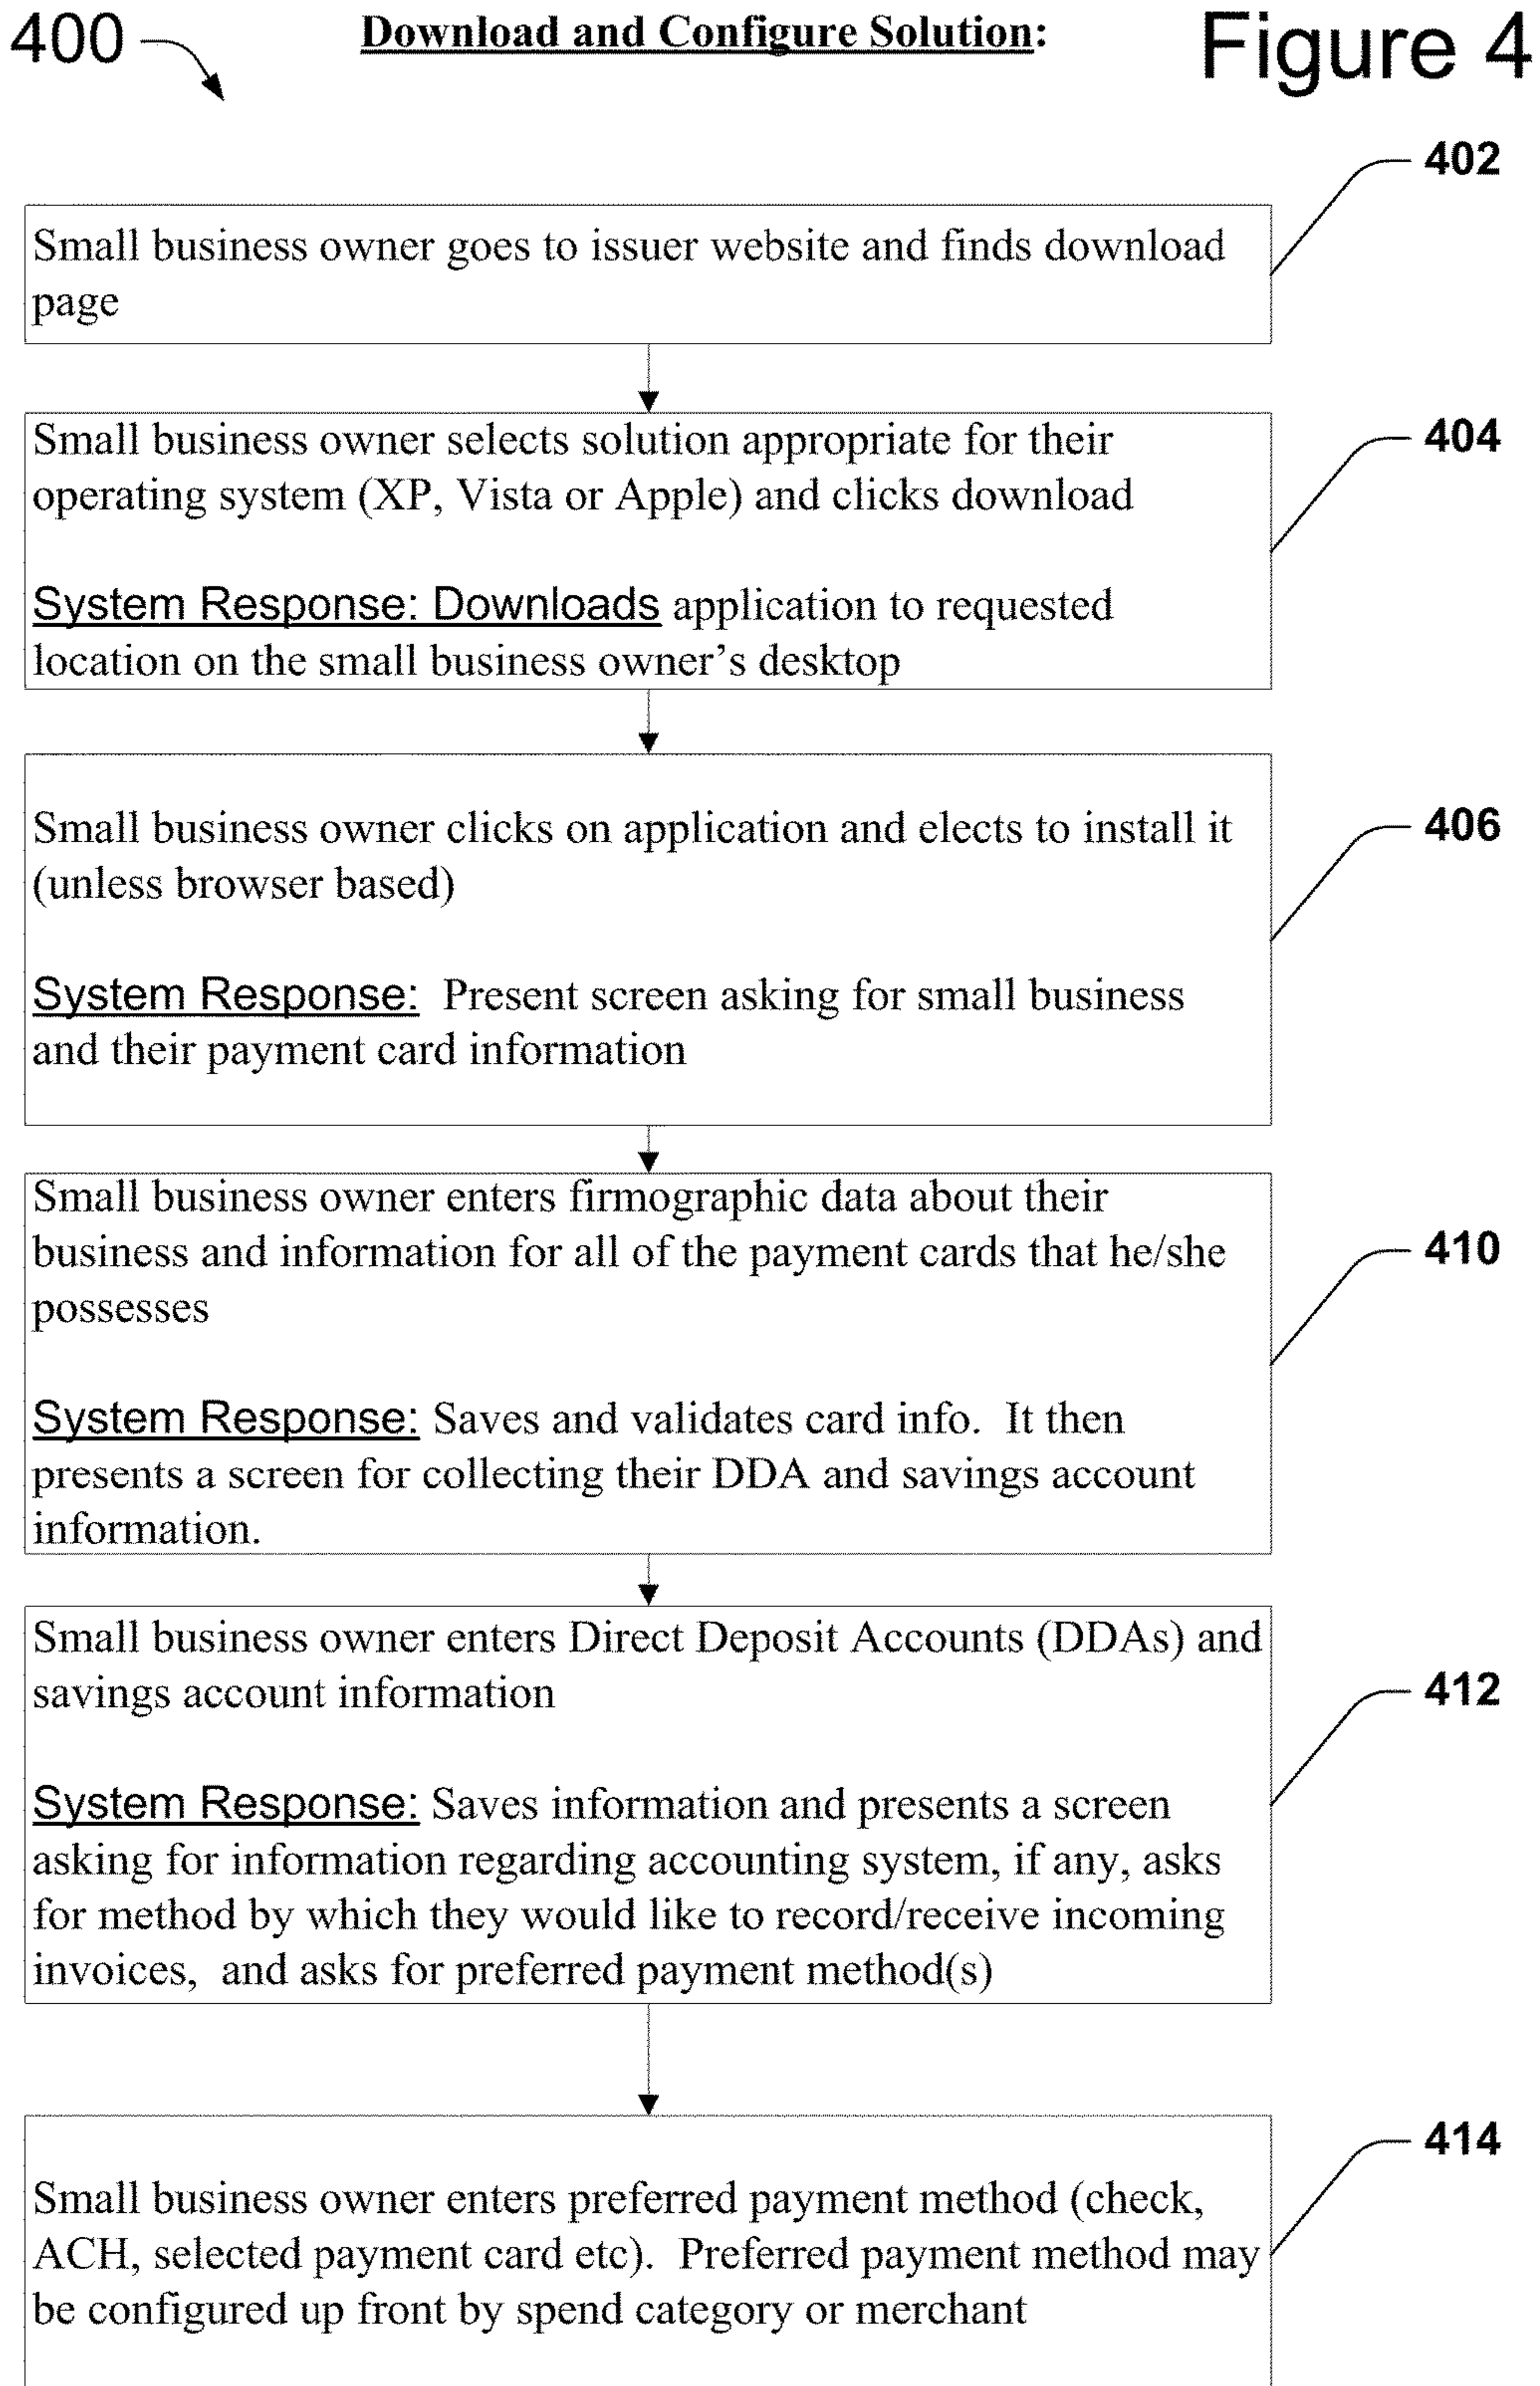 400
Download and Configure Solution:
Figure 4
402
Small business owner goes to issuer website and finds download
page
404
Small business owner selects solution appropriate for their
operating system (XP, Vista or Apple) and clicks download
System Response: Downloads application to requested
location on the small business owner's desktop
406
Small business owner clicks on application and elects to install it
(unless browser based)
System Response: Present screen asking for small business
and their payment card information
410
Small business owner enters firmographic data about their
business and information for all of the payment cards that he/she
possesses
System Response: Saves and validates card info. It then
presents a screen for collecting their DDA and savings account
information.
412
Small business owner enters Direct Deposit Accounts (DDAs) and
savings account information
System Response: Saves information and presents a screen
asking for information regarding accounting system, if any, asks
for method by which they would like to record/receive incoming
invoices, and asks for preferred payment method(s)
414
Small business owner enters preferred payment method (check,
ACH, selected payment card etc). Preferred payment method may
be configured up front by spend category or merchant